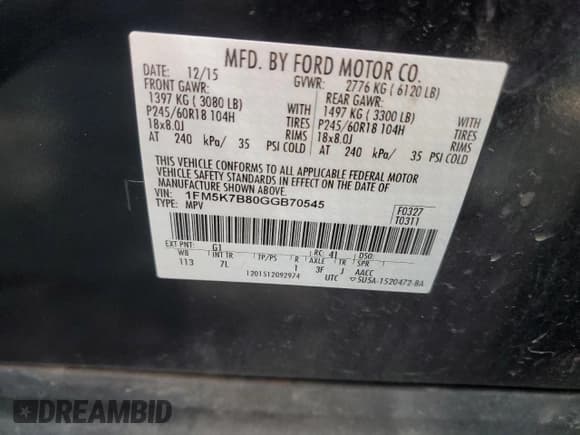 MFD. BY FORD MOTOR CO.
DATE: 12/15 GVWR: 2776 KG ( 6120 LB)
FRONT GAWR: REAR GAWR:
1397 KG ( 3080 LB) WITH 1497 KG ( 3300 LB) WITH
P245/60R18 104H TIRES P245/60R18 104H TIRES
18x8.0J RIMS 18x8.0J RIMS
AT 240 kPa/ 35 PSI COLD AT 240 kPa/ 35 PSI COLD
THIS VEHICLE CONFORMS TO ALL APPLICABLE FEDERAL MOTOR
VEHICLE SAFETY STANDARDS IN EFFECT ON THE DATE OF
MANUFACTURE SHOWN ABOVE.
VIN: 1FM5K7B80GGB70545 F0327
TYPE: MPV T0311
EXT PNT: G1 RC: 41 DSO:
WB INT TR TP/PS R AXLE TR SPR
113 7L 1 3F J AACC
1201512092974 UTC ▽5U5A-1520472-BA
DREAMBID